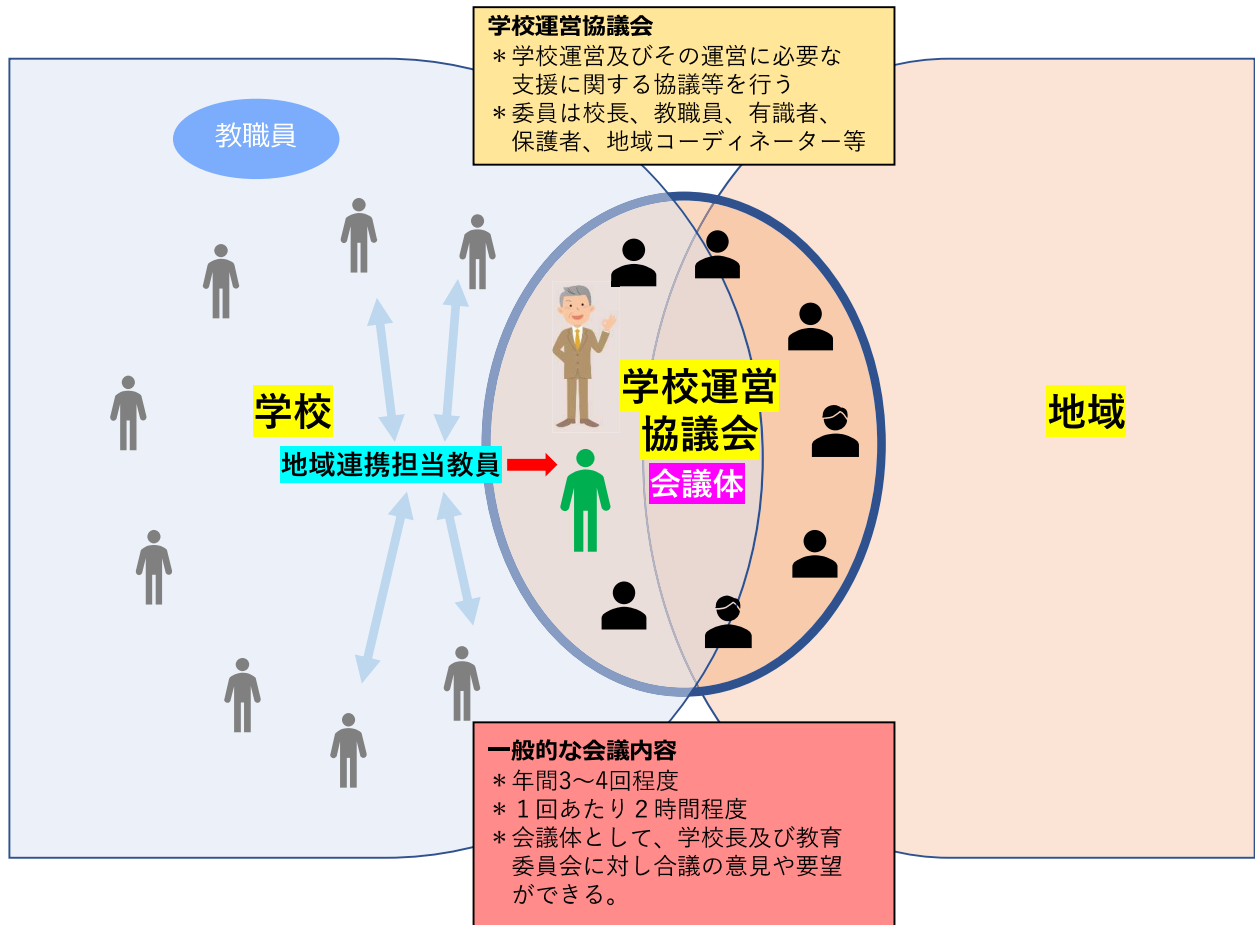 学校運営協議会
＊学校運営及びその運営に必要な
支援に関する協議等を行う
＊委員は校長、教職員、有識者、
保護者、地域コーディネーター等
教職員
学校
地域連携担当教員
学校運営
協議会
会議体
地域
一般的な会議内容
＊年間3～4回程度
＊１回あたり２時間程度
＊会議体として、学校長及び教育
委員会に対し合議の意見や要望
ができる。